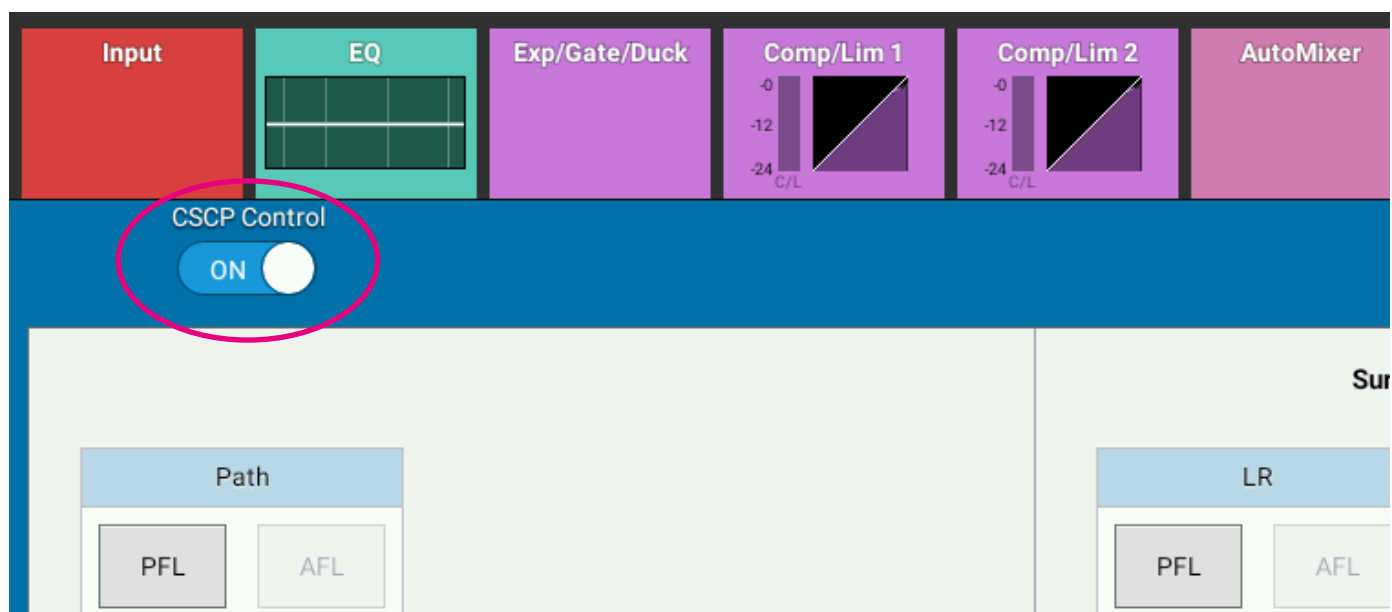 Input EQ Exp/Gate/Duck Comp/Lim 1 Comp/Lim 2 AutoMixer
-0 -0
-12 -12
-24 -24
C/L C/L
CSCP Control
ON
Sur
Path LR
PFL AFL PFL AFL